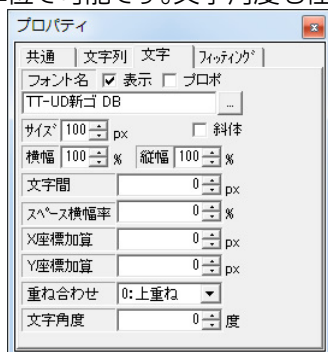 位で可能です。文字角度も任
プロパティ
共通 文字列 文字 フィッティング
フォント名 表示 プロポ
TT-UD新ゴ DB ...
サイズ 100 px 斜体
横幅 100 % 縦幅 100 %
文字間 0 px
スペース横幅率 0 %
X座標加算 0 px
Y座標加算 0 px
重ね合わせ 0:上重ね
文字角度 0 度